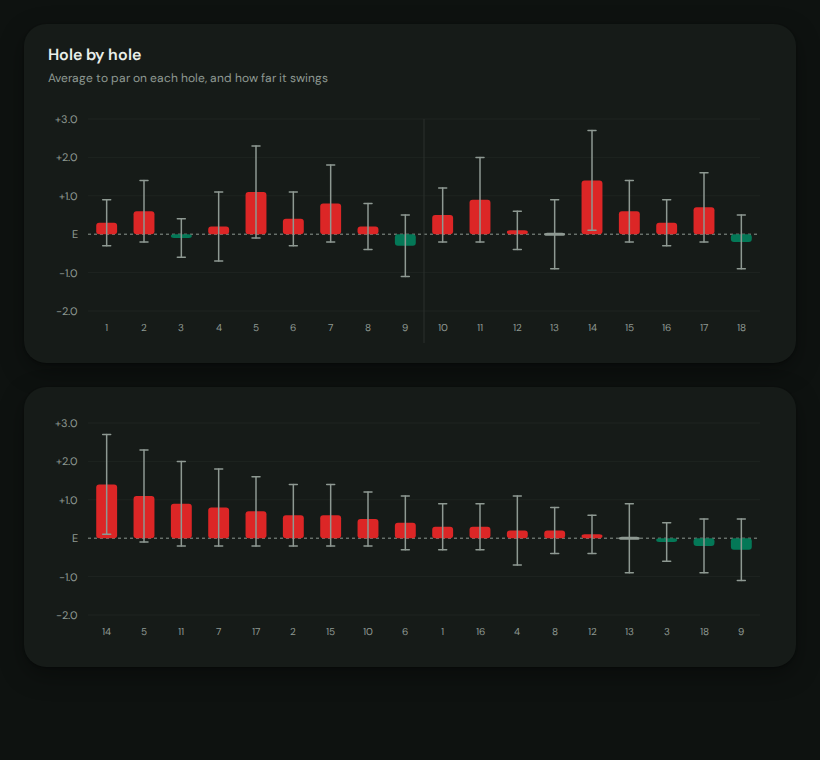 Hole by hole
Average to par on each hole, and how far it swings
+3.0
+2.0
+1.0
E
−1.0
−2.0
1 2 3 4 5 6 7 8 9 10 11 12 13 14 15 16 17 18
+3.0
+2.0
+1.0
E
−1.0
−2.0
14 5 11 7 17 2 15 10 6 1 16 4 8 12 13 3 18 9